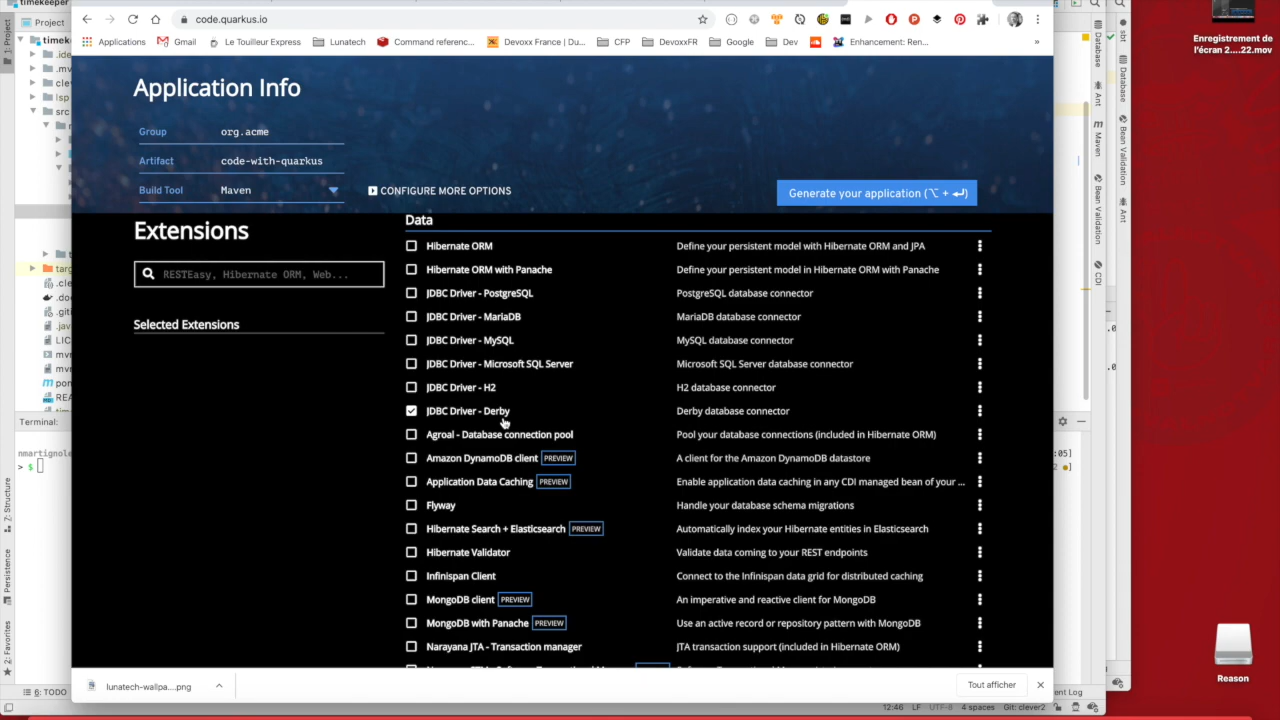 timekeeper
code.quarkus.io
Enregistrement de
l'écran 2....22.mov
Applications
Gmail
Le Touilleur Express
Lunatech
Command referenc...
Devoxx France | Du...
CFP
DevoxxFR
Google
Dev
Enhancement: Ren...
»
1: Project
Project
Application Info
Group
org.acme
Artifact
code-with-quarkus
Build Tool
Maven
CONFIGURE MORE OPTIONS
Generate your application (⌥ + ↵)
Extensions
RESTEasy, Hibernate ORM, Web...
Selected Extensions
Data
Hibernate ORM
Define your persistent model with Hibernate ORM and JPA
Hibernate ORM with Panache
Define your persistent model in Hibernate ORM with Panache
JDBC Driver - PostgreSQL
PostgreSQL database connector
JDBC Driver - MariaDB
MariaDB database connector
JDBC Driver - MySQL
MySQL database connector
JDBC Driver - Microsoft SQL Server
Microsoft SQL Server database connector
JDBC Driver - H2
H2 database connector
JDBC Driver - Derby
Derby database connector
Agroal - Database connection pool
Pool your database connections (included in Hibernate ORM)
Amazon DynamoDB client PREVIEW
A client for the Amazon DynamoDB datastore
Application Data Caching PREVIEW
Enable application data caching in any CDI managed bean of your ...
Flyway
Handle your database schema migrations
Hibernate Search + Elasticsearch PREVIEW
Automatically index your Hibernate entities in Elasticsearch
Hibernate Validator
Validate data coming to your REST endpoints
Infinispan Client
Connect to the Infinispan data grid for distributed caching
MongoDB client PREVIEW
An imperative and reactive client for MongoDB
MongoDB with Panache PREVIEW
Use an active record or repository pattern with MongoDB
Narayana JTA - Transaction manager
JTA transaction support (included in Hibernate ORM)
src
Terminal:
> $
7: Structure
Persistence
2: Favorites
6: TODO
Database
Ant
Maven
Bean Validation
CDI
sbt
Database
Bean Validation
Ant
lunatech-wallpa....png
Tout afficher
12:46
LF
UTF-8
4 spaces
Git: clever2
Reason